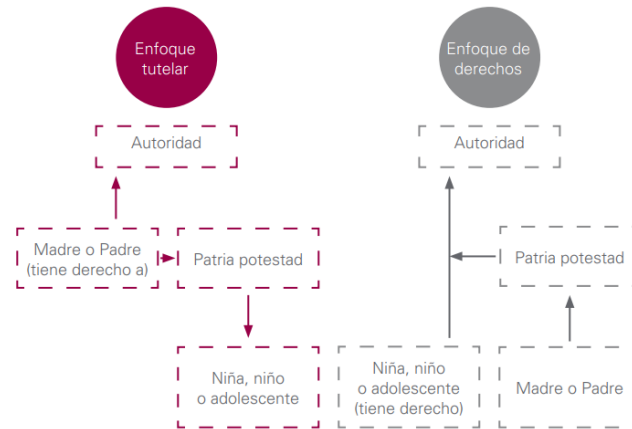 Enfoque
tutelar
Autoridad
Madre o Padre
(tiene derecho a)
Patria potestad
Niña, niño
o adolescente
Enfoque de
derechos
Autoridad
Patria potestad
Niña, niño
o adolescente
(tiene derecho)
Madre o Padre